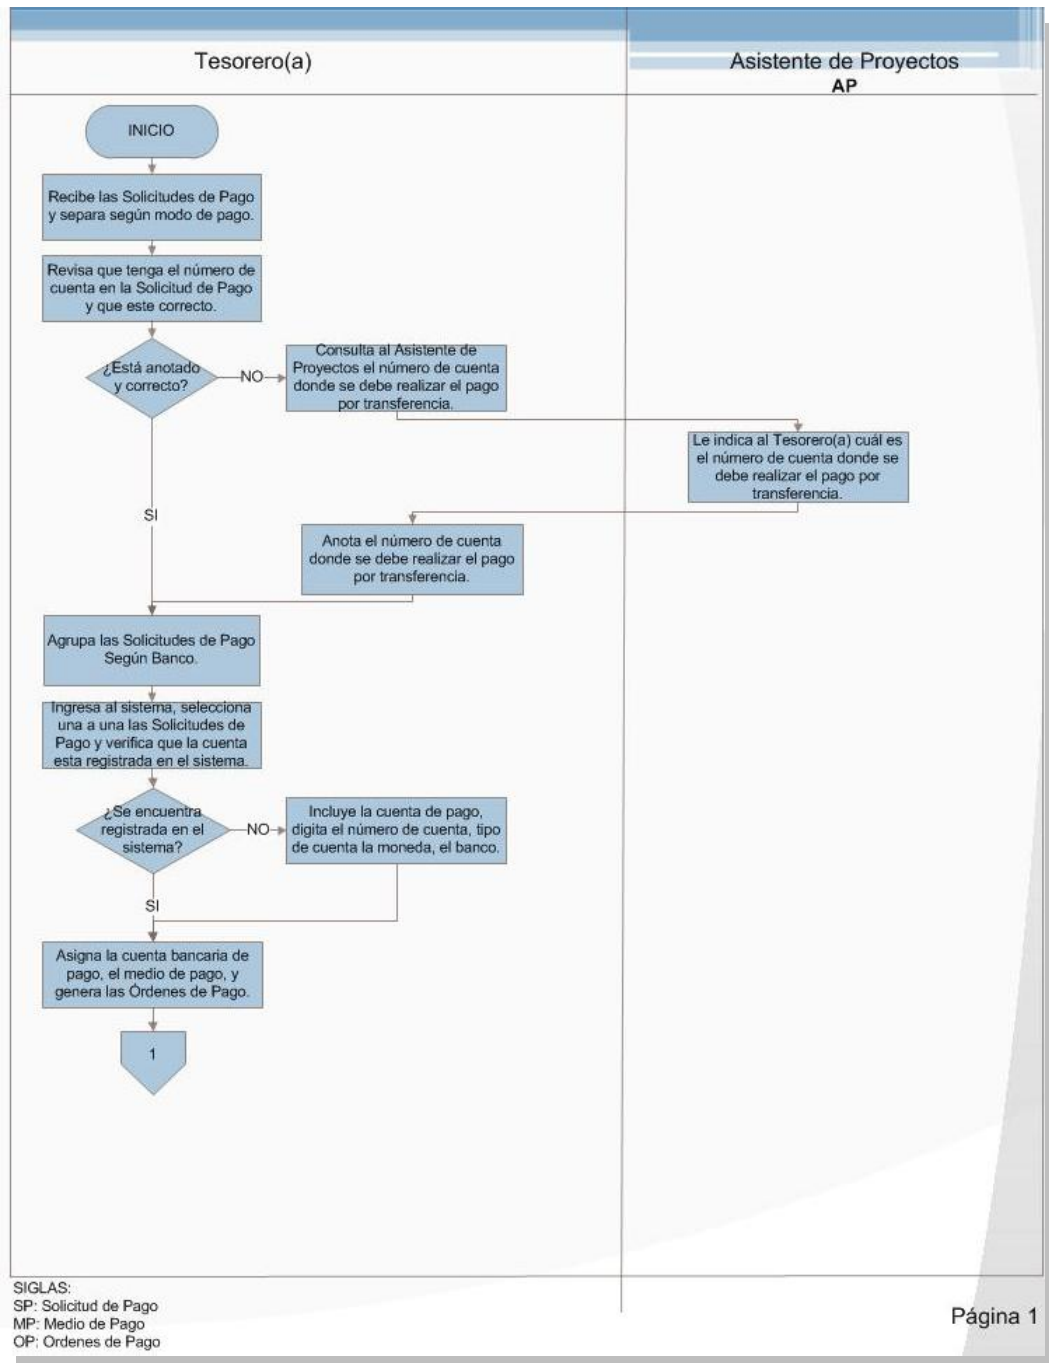 Tesorero(a)
Asistente de Proyectos
AP
INICIO
Recibe las Solicitudes de Pago
y separa según modo de pago.
Revisa que tenga el número de
cuenta en la Solicitud de Pago
y que este correcto.
¿Está anotado
y correcto?
NO
Consulta al Asistente de
Proyectos el número de cuenta
donde se debe realizar el pago
por transferencia.
Le indica al Tesorero(a) cuál es
el número de cuenta donde se
debe realizar el pago por
transferencia.
SI
Anota el número de cuenta
donde se debe realizar el pago
por transferencia.
Agrupa las Solicitudes de Pago
Según Banco.
Ingresa al sistema, selecciona
una a una las Solicitudes de
Pago y verifica que la cuenta
esta registrada en el sistema.
¿Se encuentra
registrada en el
sistema?
NO
Incluye la cuenta de pago,
digita el número de cuenta, tipo
de cuenta la moneda, el banco.
SI
Asigna la cuenta bancaria de
pago, el medio de pago, y
genera las Órdenes de Pago.
1
SIGLAS:
SP: Solicitud de Pago
MP: Medio de Pago
OP: Ordenes de Pago
Página 1